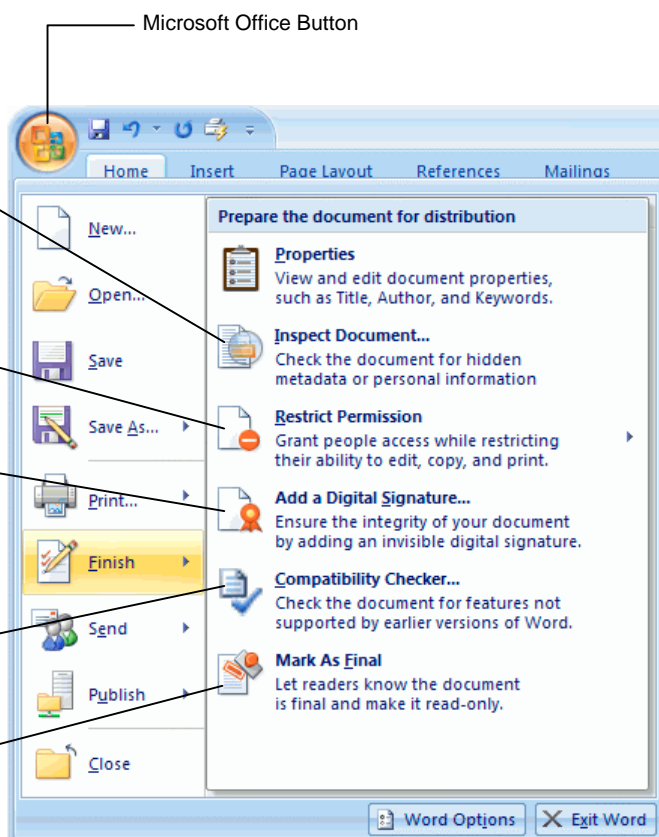 Microsoft Office Button
Home Insert Page Layout References Mailings
New...
Open...
Save
Save As...
Print...
Finish
Send
Publish
Close
Prepare the document for distribution
Properties
View and edit document properties,
such as Title, Author, and Keywords.
Inspect Document...
Check the document for hidden
metadata or personal information
Restrict Permission
Grant people access while restricting
their ability to edit, copy, and print.
Add a Digital Signature...
Ensure the integrity of your document
by adding an invisible digital signature.
Compatibility Checker...
Check the document for features not
supported by earlier versions of Word.
Mark As Final
Let readers know the document
is final and make it read-only.
Word Options Exit Word